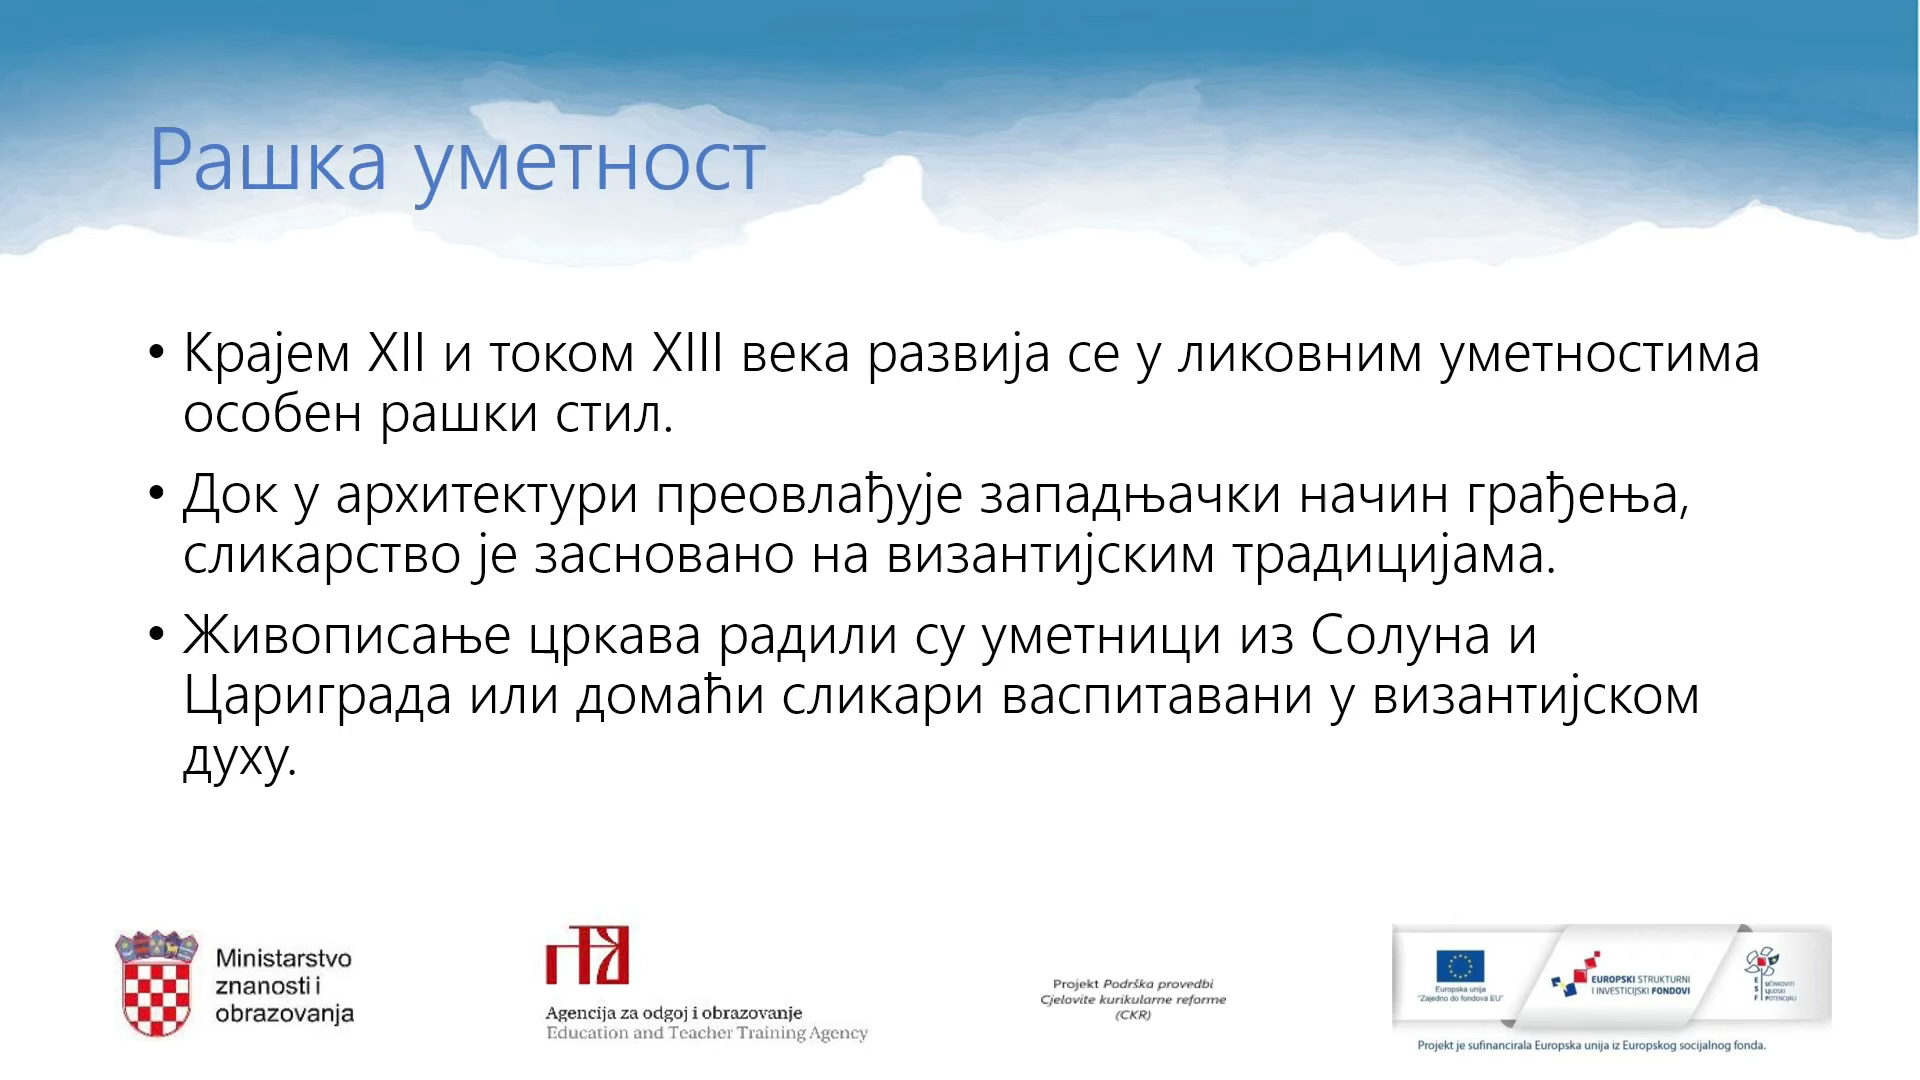 Рашка уметност
• Крајем XII и током XIII века развија се у ликовним уметностима
особен рашки стил.
• Док у архитектури преовлађује западњачки начин грађења,
сликарство је засновано на византијским традицијама.
• Живописање цркава радили су уметници из Солуна и
Цариграда или домаћи сликари васпитавани у византијском
духу.
Ministarstvo
znanosti i
obrazovanja
Agencija za odgoj i obrazovanje
Education and Teacher Training Agency
Projekt Podrška provedbi
Cjelovite kurikularne reforme
(CKR)
Europska unija
"Zajedno do fondova EU"
EUROPSKI STRUKTURNI
I INVESTICIJSKI FONDOVI
ESF
UČINKOVITI
LJUDSKI
POTENCIJALI
Projekt je sufinancirala Europska unija iz Europskog socijalnog fonda.